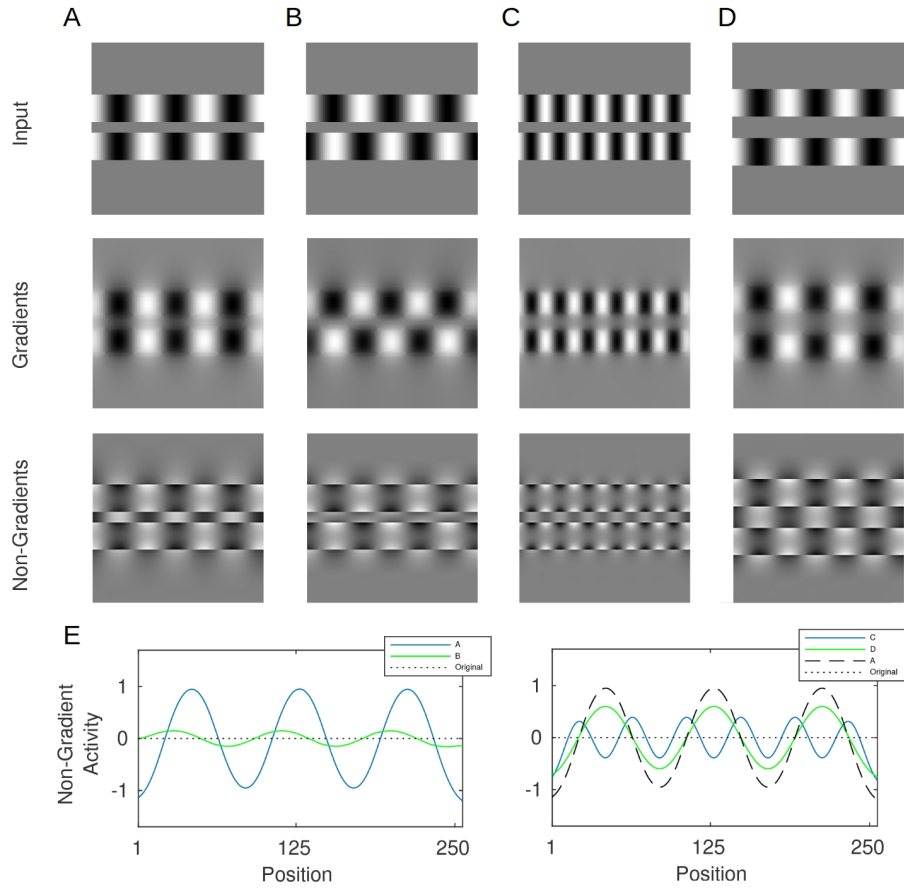 A B C D
Input
Gradients
Non-Gradients
E
A
B
Original
Non-Gradient
Activity
1
0
-1
1 125 250
Position
C
D
A
Original
1
0
-1
1 125 250
Position